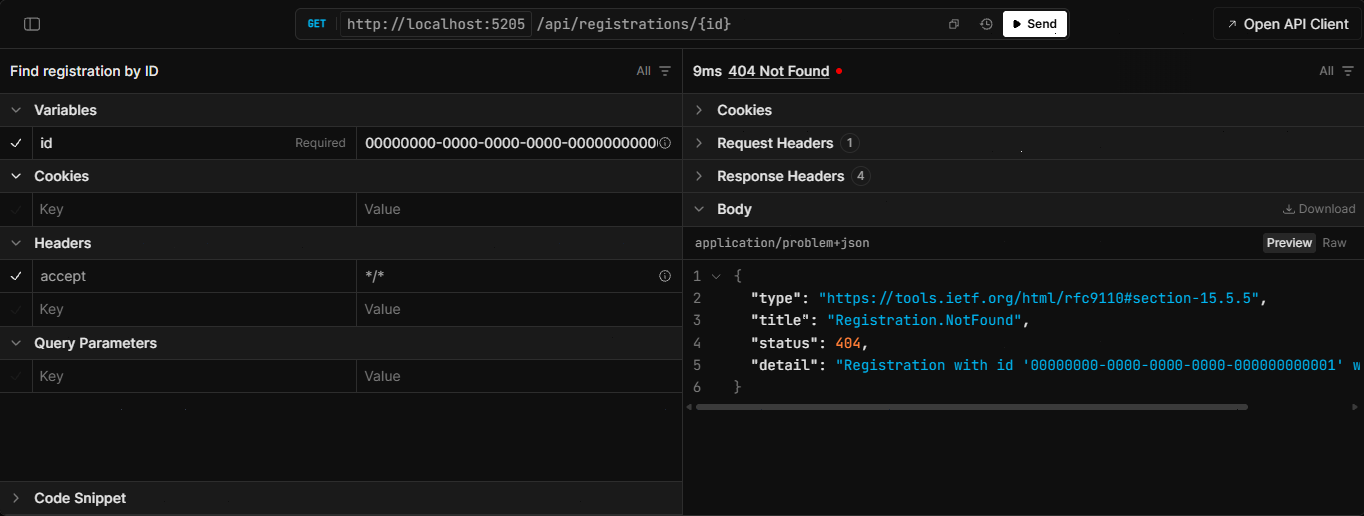 GET http://localhost:5205 /api/registrations/{id} Send Open API Client
Find registration by ID All
Variables
id Required 00000000-0000-0000-0000-0000000000
Cookies
Key Value
Headers
accept */*
Key Value
Query Parameters
Key Value
Code Snippet
9ms 404 Not Found All
Cookies
Request Headers 1
Response Headers 4
Body Download
application/problem+json Preview Raw
1 {
2 "type": "https://tools.ietf.org/html/rfc9110#section-15.5.5",
3 "title": "Registration.NotFound",
4 "status": 404,
5 "detail": "Registration with id '00000000-0000-0000-0000-000000000001' w
6 }